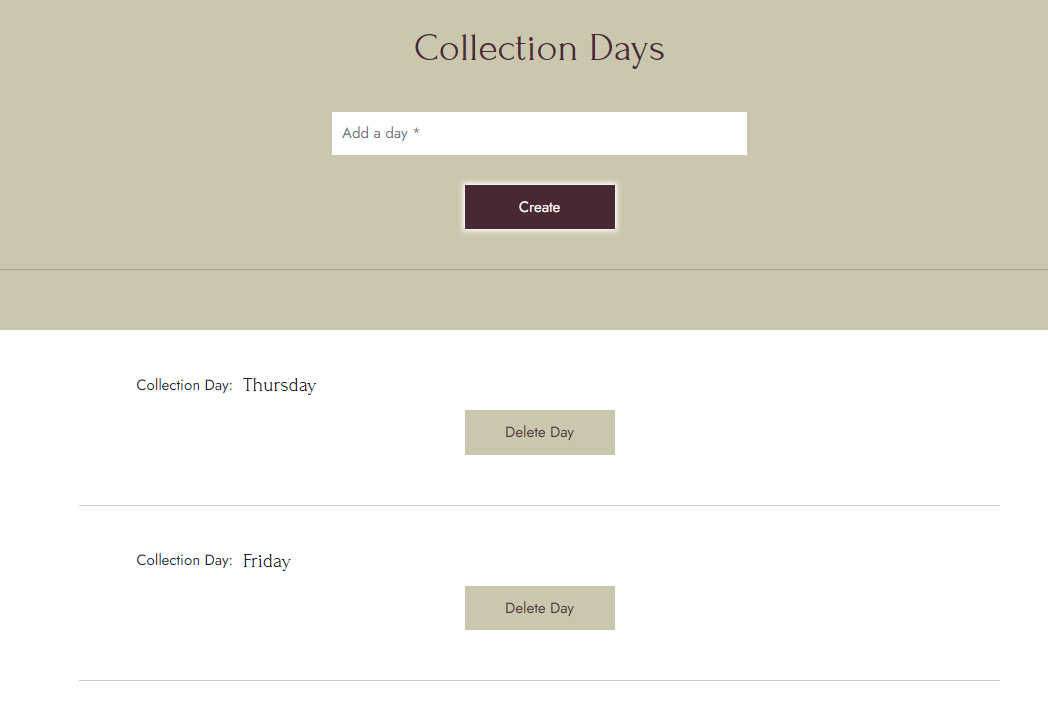 Collection Days
Add a day *
Create
Collection Day: Thursday
Delete Day
Collection Day: Friday
Delete Day